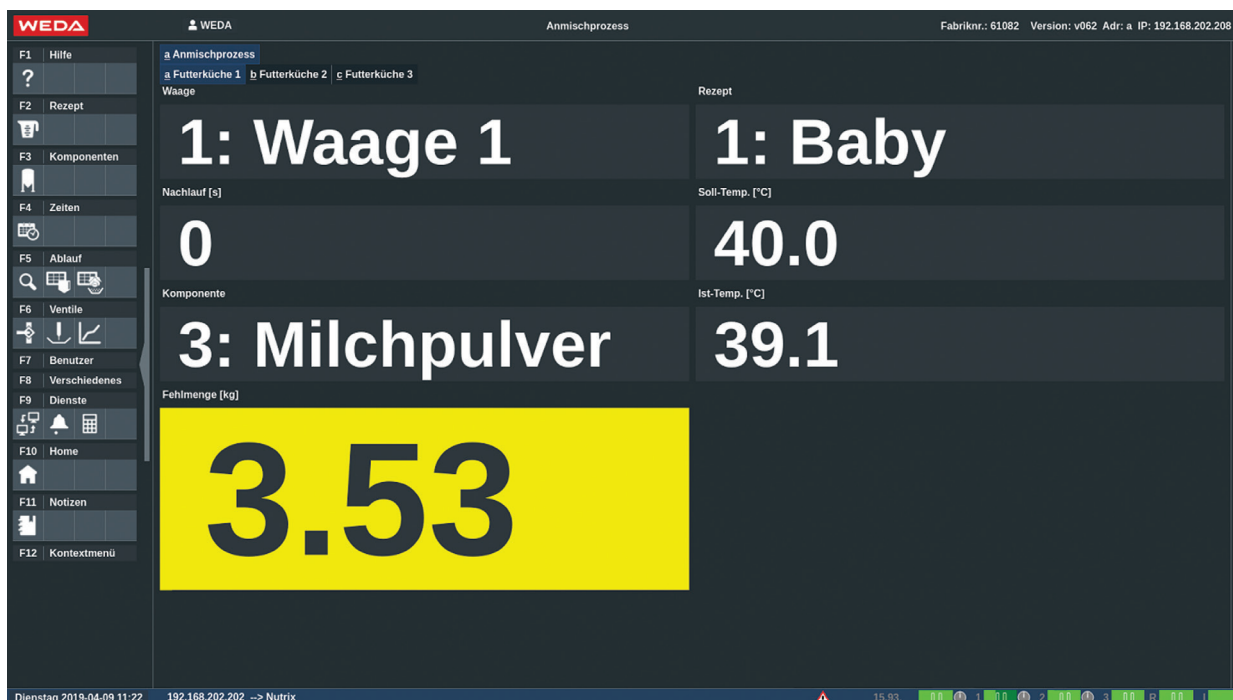 WEDA
WEDA
Anmischprozess
Fabriknr.: 61082 Version: v062 Adr: a IP: 192.168.202.208
F1 Hilfe
F2 Rezept
F3 Komponenten
F4 Zeiten
F5 Ablauf
F6 Ventile
F7 Benutzer
F8 Verschiedenes
F9 Dienste
F10 Home
F11 Notizen
F12 Kontextmenü
a Anmischprozess
a Futterküche 1 b Futterküche 2 c Futterküche 3
Waage
1: Waage 1
Rezept
1: Baby
Nachlauf [s]
0
Soll-Temp. [°C]
40.0
Komponente
3: Milchpulver
Ist-Temp. [°C]
39.1
Fehlmenge [kg]
3.53
Dienstag 2019-04-09 11:22 192.168.202.202 --> Nutrix 15.93 1 2 3 R